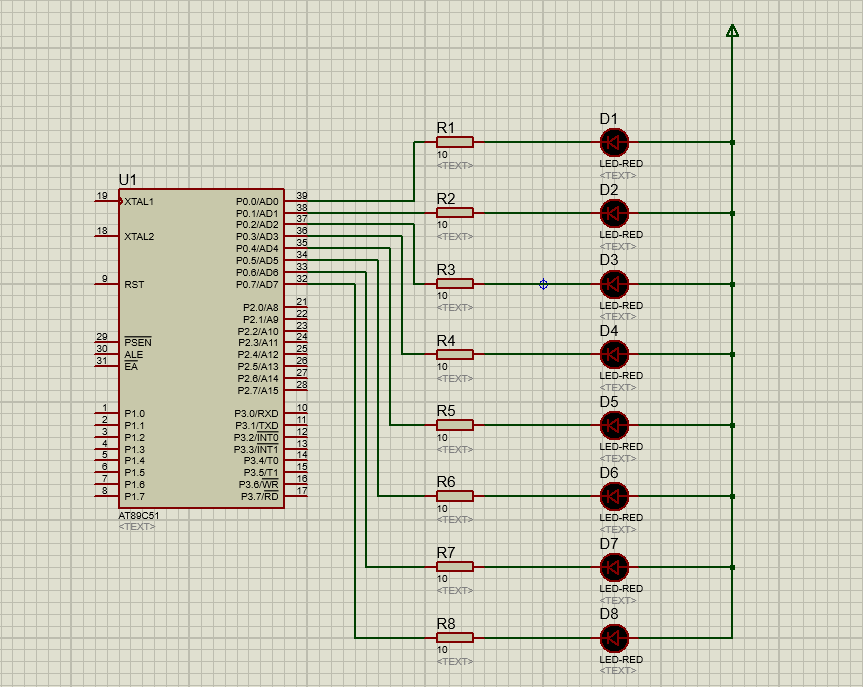 U1
19 XTAL1
18 XTAL2
9 RST
29 PSEN
30 ALE
31 EA
1 P1.0
2 P1.1
3 P1.2
4 P1.3
5 P1.4
6 P1.5
7 P1.6
8 P1.7
P0.0/AD0 39
P0.1/AD1 38
P0.2/AD2 37
P0.3/AD3 36
P0.4/AD4 35
P0.5/AD5 34
P0.6/AD6 33
P0.7/AD7 32
P2.0/A8 21
P2.1/A9 22
P2.2/A10 23
P2.3/A11 24
P2.4/A12 25
P2.5/A13 26
P2.6/A14 27
P2.7/A15 28
P3.0/RXD 10
P3.1/TXD 11
P3.2/INT0 12
P3.3/INT1 13
P3.4/T0 14
P3.5/T1 15
P3.6/WR 16
P3.7/RD 17
AT89C51
<TEXT>
R1
10
<TEXT>
R2
10
<TEXT>
R3
10
<TEXT>
R4
10
<TEXT>
R5
10
<TEXT>
R6
10
<TEXT>
R7
10
<TEXT>
R8
10
<TEXT>
D1
LED-RED
<TEXT>
D2
LED-RED
<TEXT>
D3
LED-RED
<TEXT>
D4
LED-RED
<TEXT>
D5
LED-RED
<TEXT>
D6
LED-RED
<TEXT>
D7
LED-RED
<TEXT>
D8
LED-RED
<TEXT>